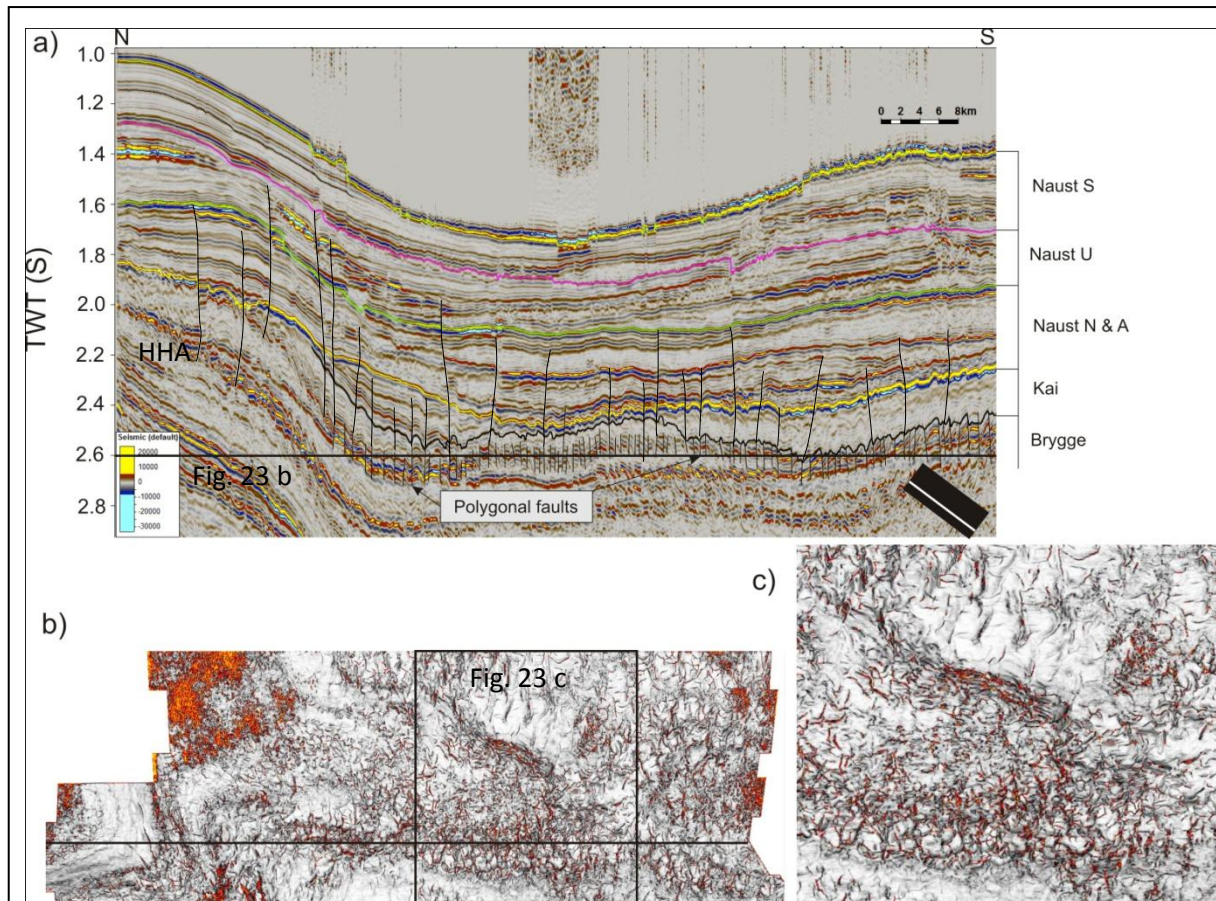 a)
N
S
1.0
1.2
1.4
1.6
1.8
2.0
2.2
2.4
2.6
2.8
TWT (S)
0 2 4 6 8km
Naust S
Naust U
Naust N & A
Kai
Brygge
HHA
Seismic (default)
20000
10000
0
-10000
-20000
-30000
Fig. 23 b
Polygonal faults
b)
Fig. 23 c
c)